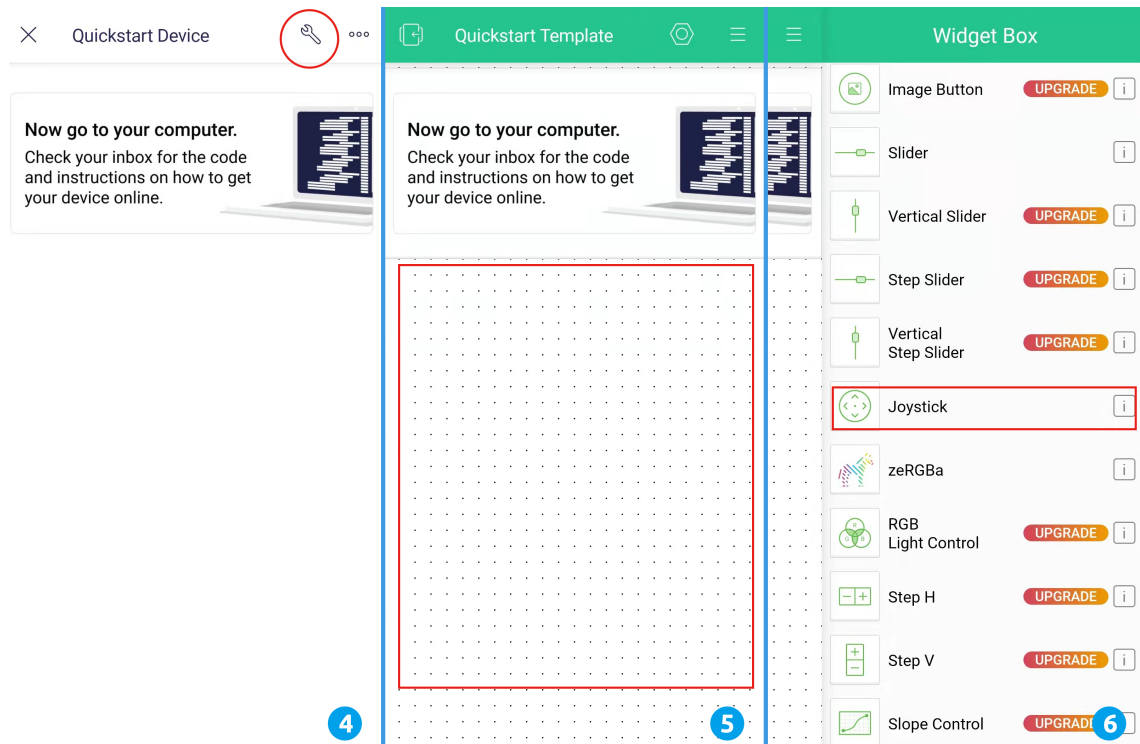 Quickstart Device
Now go to your computer.
Check your inbox for the code
and instructions on how to get
your device online.
4
Quickstart Template
Now go to your computer.
Check your inbox for the code
and instructions on how to get
your device online.
5
Widget Box
Image Button UPGRADE i
Slider i
Vertical Slider UPGRADE i
Step Slider UPGRADE i
Vertical
Step Slider UPGRADE i
Joystick i
zeRGBa i
RGB
Light Control UPGRADE i
R
G B
Step H UPGRADE i
Step V UPGRADE i
Slope Control UPGRAD
6